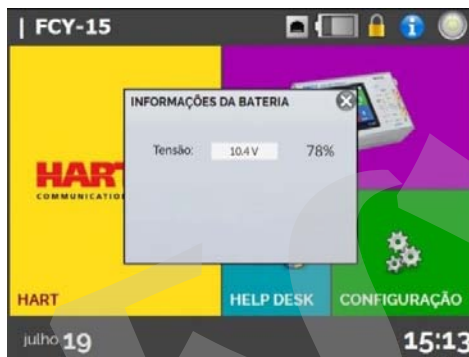 | FCY-15
INFORMAÇÕES DA BATERIA
Tensão: 10.4 V 78%
HART
COMMUNICATIO
HART
HELP DESK
CONFIGURAÇÃO
julho 19
15:13